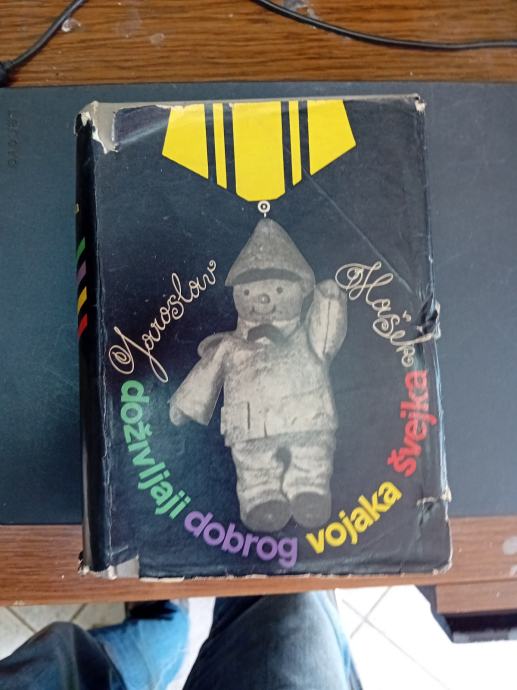 Jaroslav Hašek
doživljaji dobrog vojaka švejka